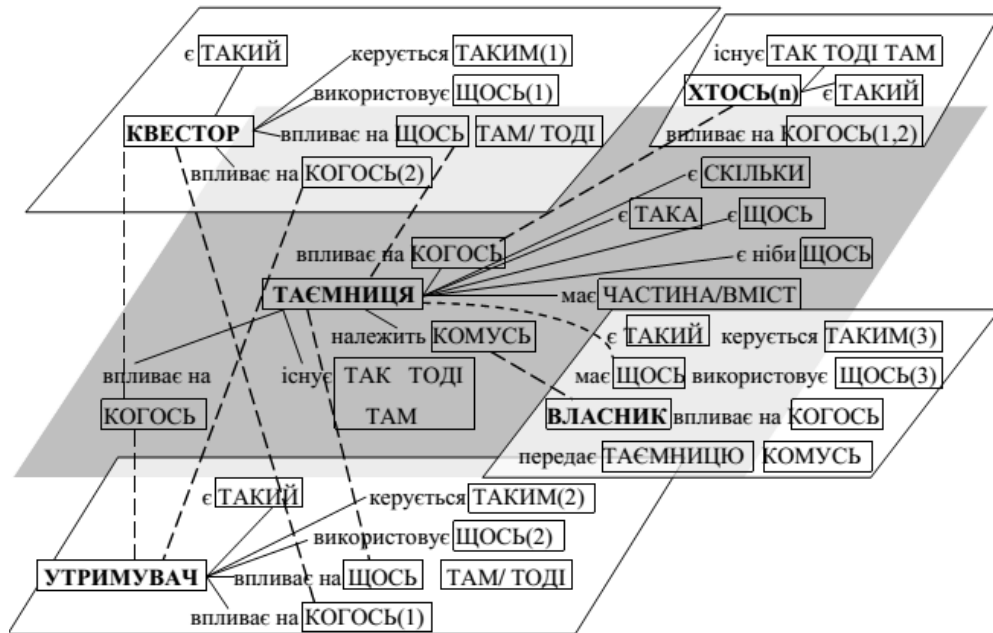 є ТАКИЙ
керується ТАКИМ(1)
використовує ЩОСЬ(1)
КВЕСТОР
впливає на ЩОСЬ ТАМ/ ТОДІ
впливає на КОГОСЬ(2)
існує ТАК ТОДІ ТАМ
ХТОСЬ(n)
є ТАКИЙ
впливає на КОГОСЬ(1,2)
є СКІЛЬКИ
є ТАКА
є ЩОСЬ
впливає на КОГОСЬ
є ніби ЩОСЬ
ТАЄМНИЦЯ
має ЧАСТИНА/ВМІСТ
належить КОМУСЬ
впливає на
КОГОСЬ
існує ТАК ТОДІ
ТАМ
є ТАКИЙ
керується ТАКИМ(3)
має ЩОСЬ
використовує ЩОСЬ(3)
ВЛАСНИК
впливає на КОГОСЬ
передає ТАЄМНИЦЮ КОМУСЬ
є ТАКИЙ
керується ТАКИМ(2)
використовує ЩОСЬ(2)
УТРИМУВАЧ
впливає на ЩОСЬ ТАМ/ ТОДІ
впливає на КОГОСЬ(1)